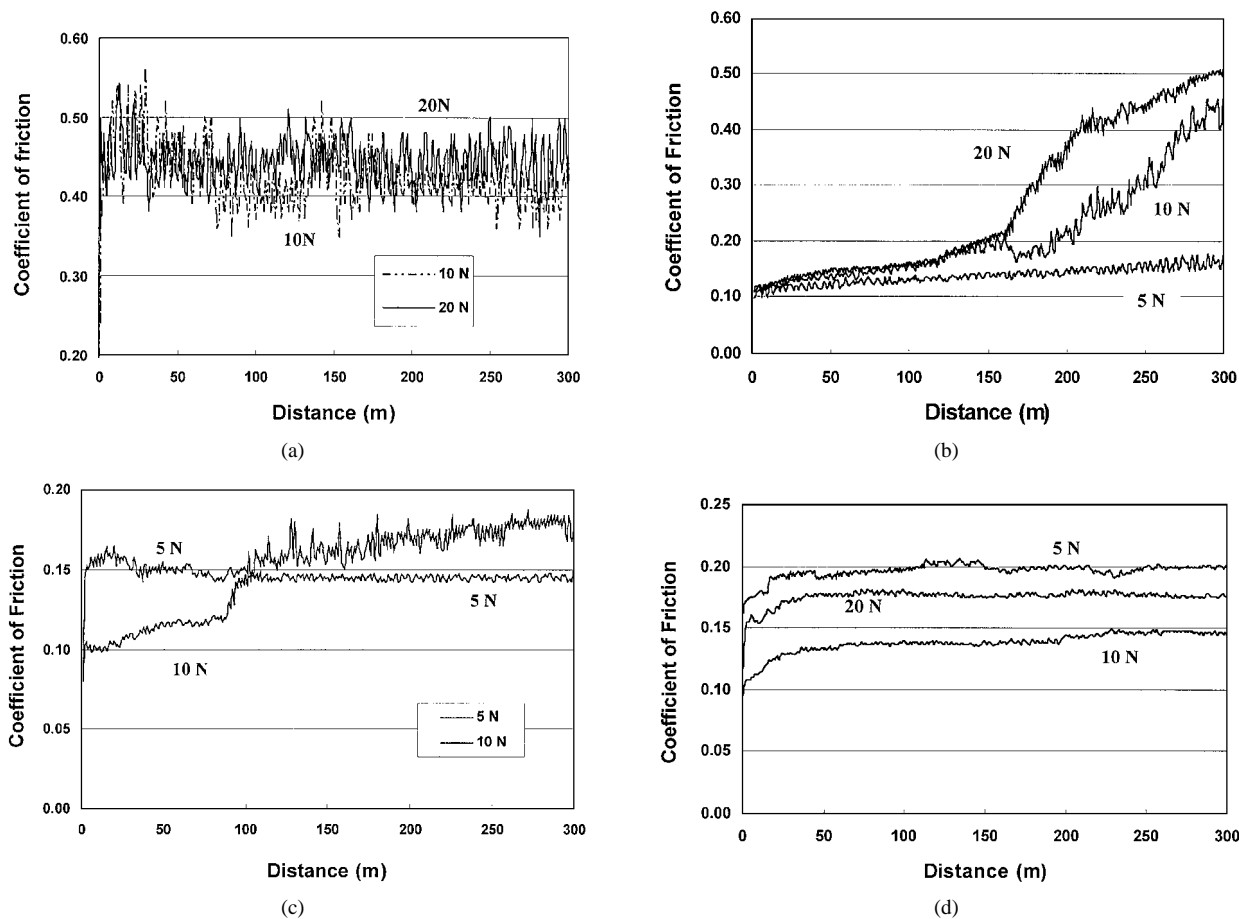 0.60
0.50
0.40
0.30
0.20
Coefficient of friction
20N
10N
10 N
20 N
0 50 100 150 200 250 300
Distance (m)
(a)
0.60
0.50
0.40
0.30
0.20
0.10
0.00
Coefficient of Friction
20 N
10 N
5 N
0 50 100 150 200 250 300
Distance (m)
(b)
0.20
0.15
0.10
0.05
0.00
Coefficient of Friction
5 N
5 N
10 N
5 N
10 N
0 50 100 150 200 250 300
Distance (m)
(c)
0.25
0.20
0.15
0.10
0.05
0.00
Coefficient of Friction
5 N
20 N
10 N
0 50 100 150 200 250 300
Distance (m)
(d)